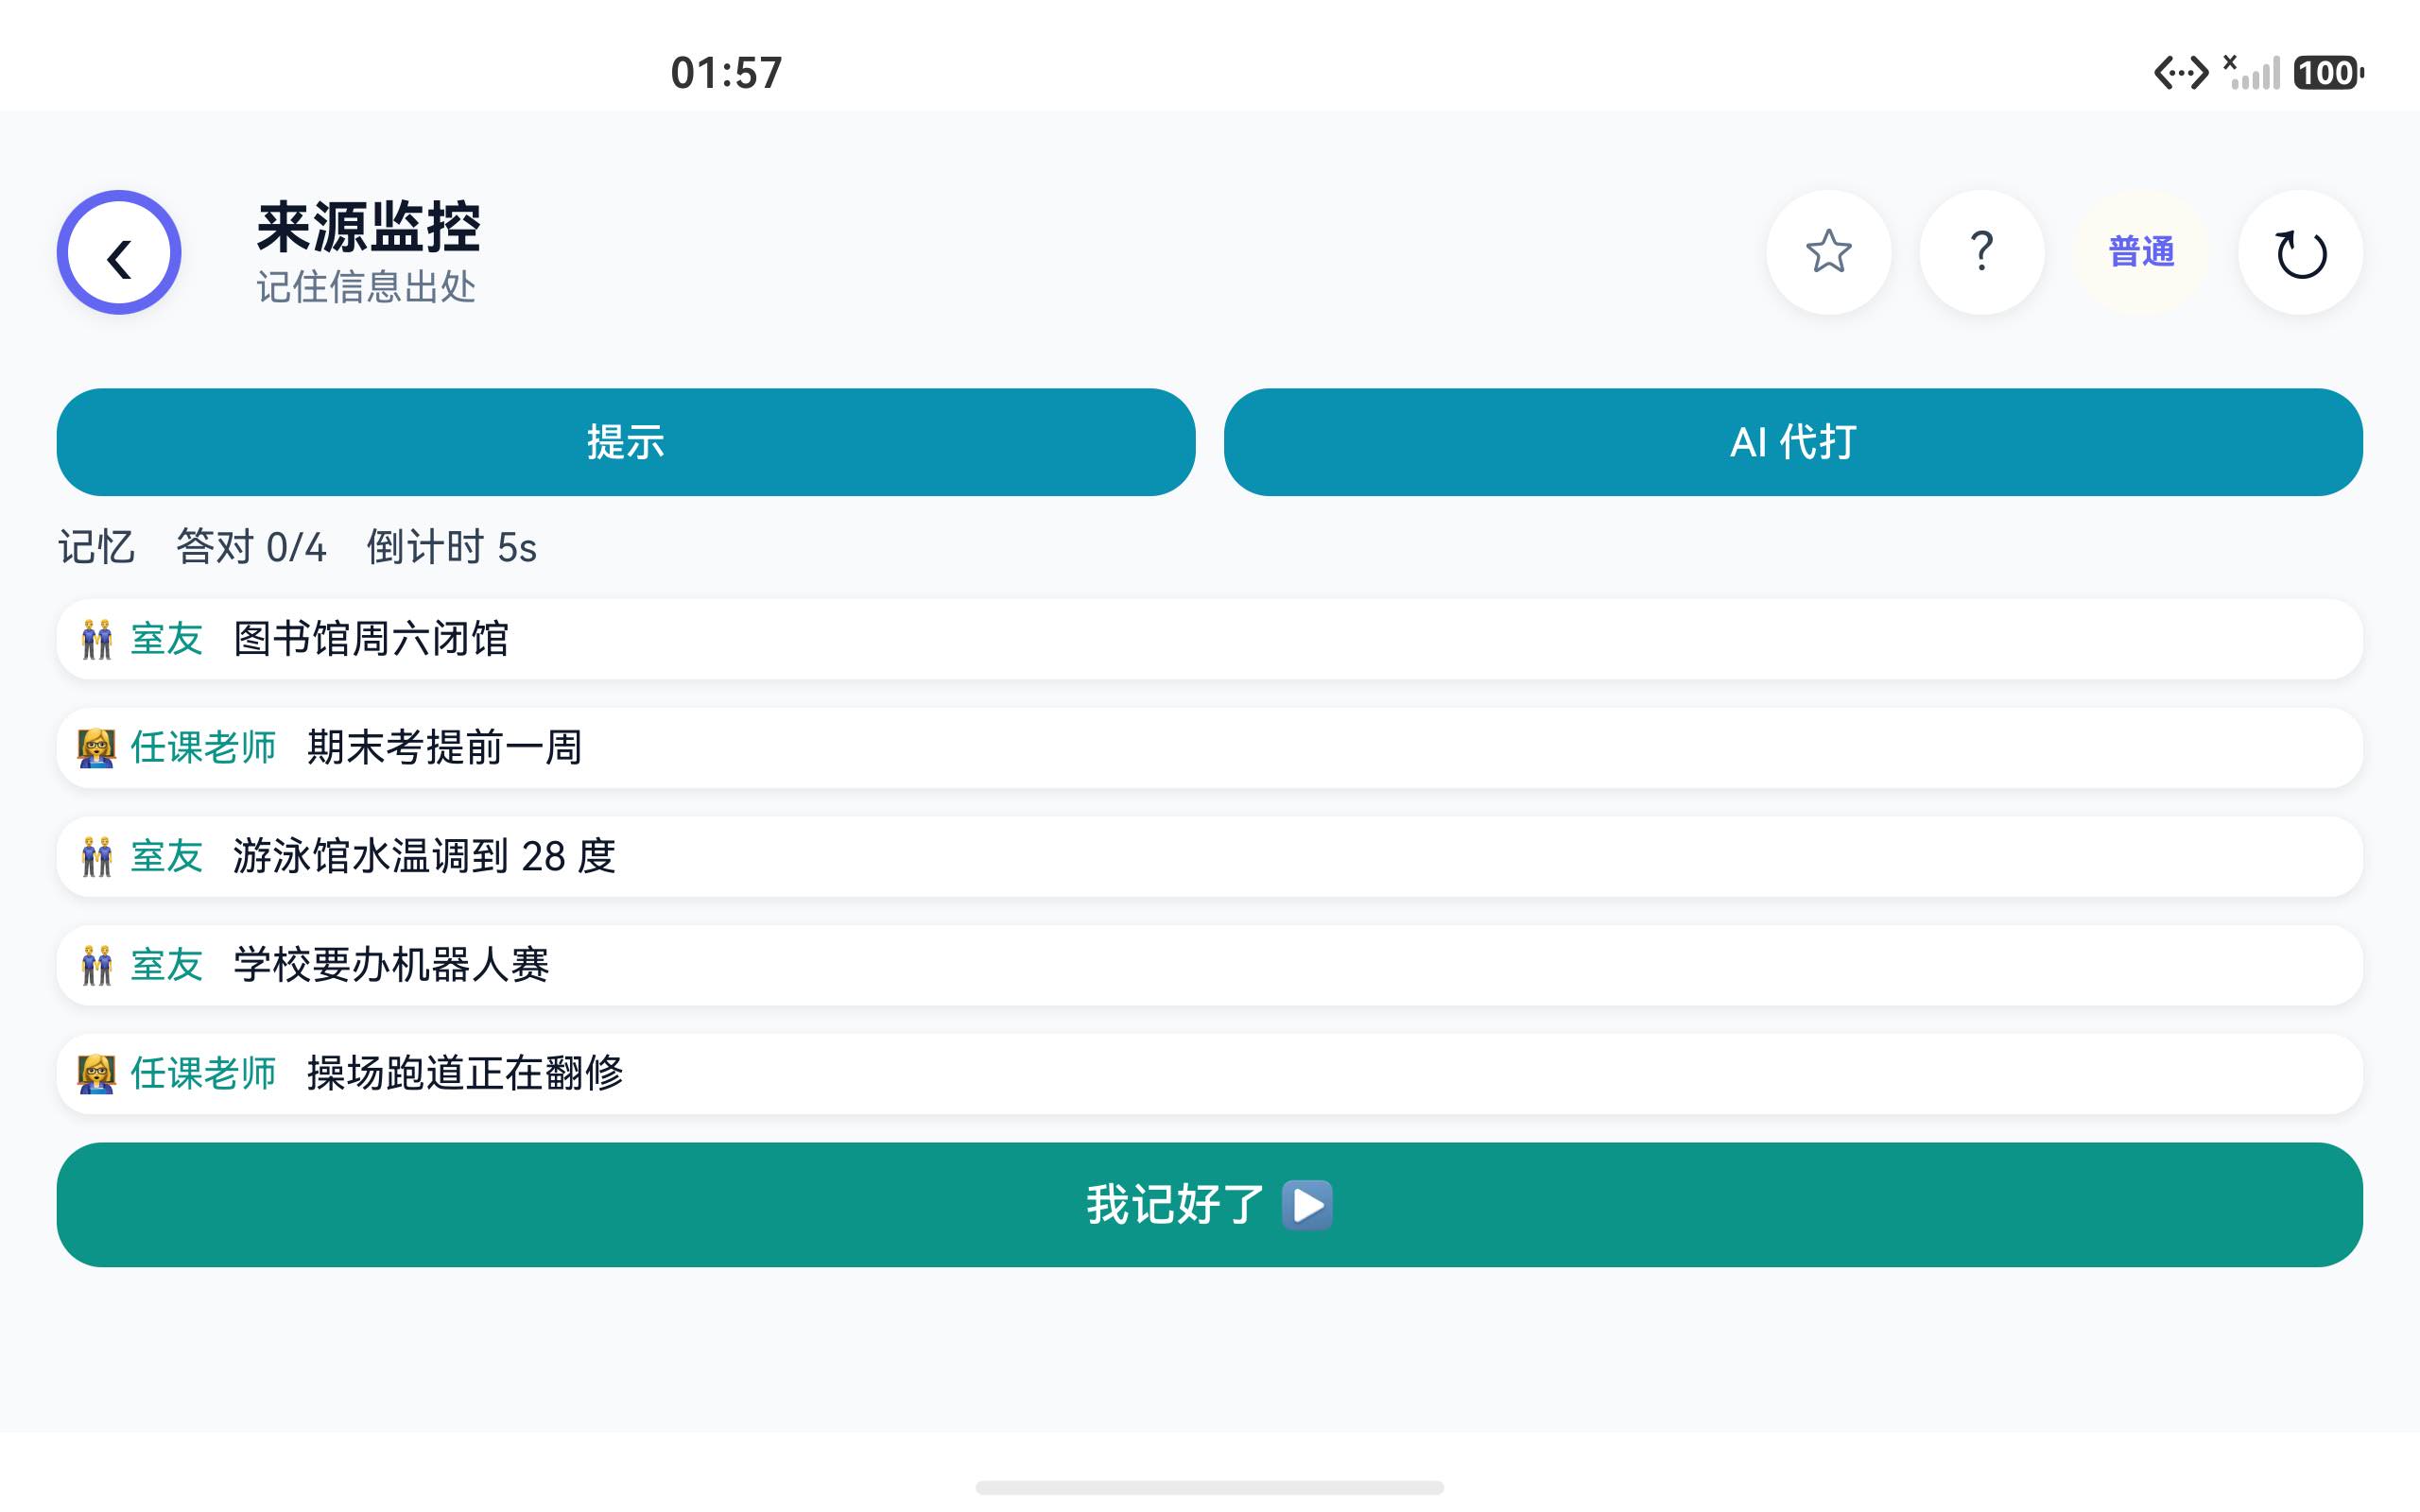 01:57
100
来源监控
记住信息出处
?
普通
提示
AI 代打
记忆 答对 0/4 倒计时 5s
室友 图书馆周六闭馆
任课老师 期末考提前一周
室友 游泳馆水温调到 28 度
室友 学校要办机器人赛
任课老师 操场跑道正在翻修
我记好了